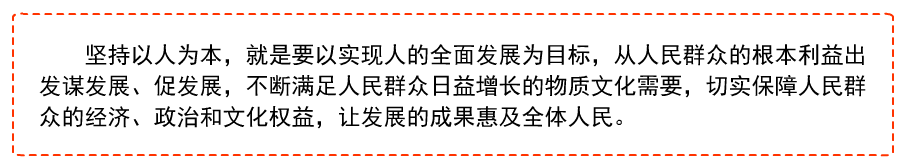 坚持以人为本，就是要以实现人的全面发展为目标，从人民群众的根本利益出
发谋发展、促发展，不断满足人民群众日益增长的物质文化需要，切实保障人民群
众的经济、政治和文化权益，让发展的成果惠及全体人民。